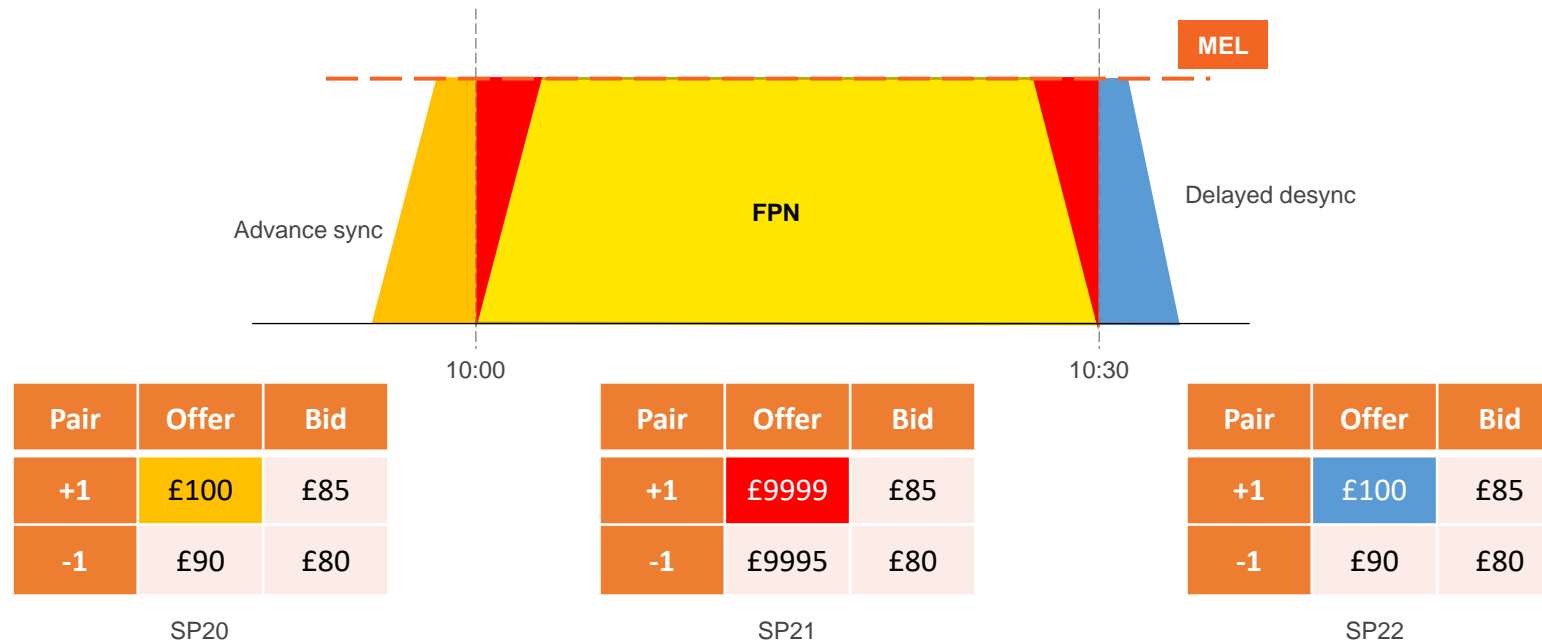 MEL
Delayed desync
FPN
Advance sync
10:00
10:30
Pair Offer Bid
+1 £100 £85
-1 £90 £80
SP20
Pair Offer Bid
+1 £9999 £85
-1 £9995 £80
SP21
Pair Offer Bid
+1 £100 £85
-1 £90 £80
SP22